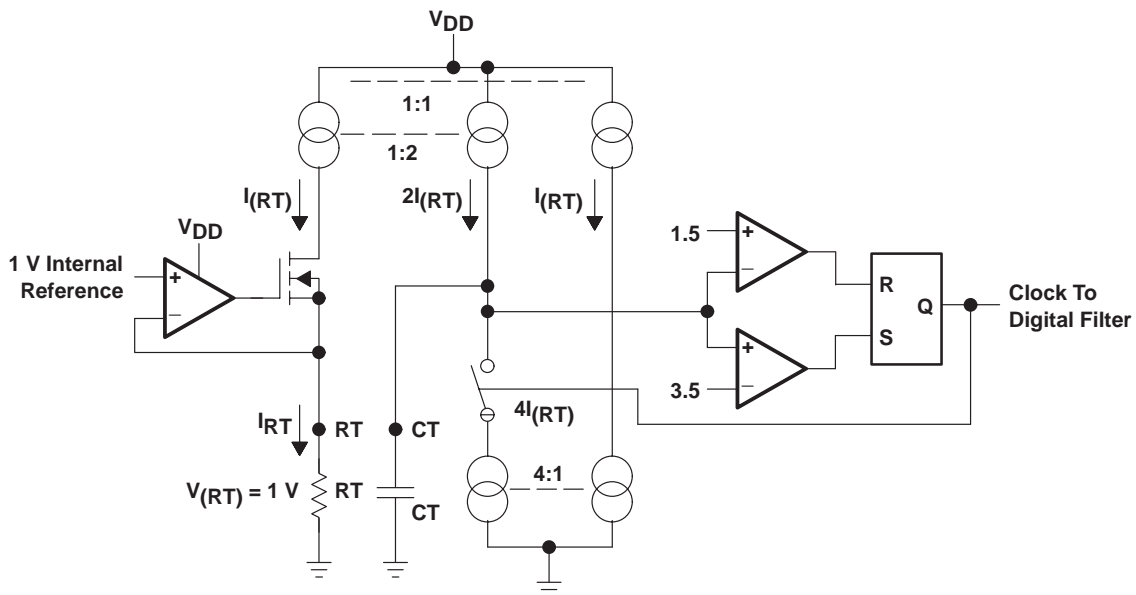 VDD
1:1
1:2
I(RT)
2I(RT)
I(RT)
VDD
1 V Internal
Reference
+
–
1.5
+
–
R
Q
S
Clock To
Digital Filter
+
–
3.5
4I(RT)
IRT
RT
CT
V(RT) = 1 V
RT
CT
4:1